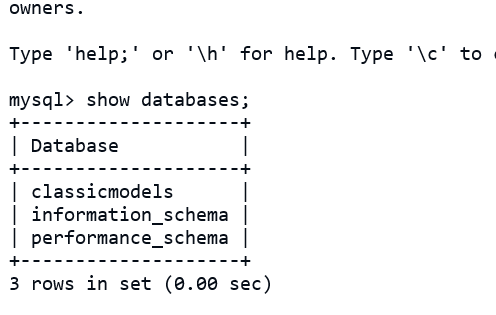 owners.
Type 'help;' or '\h' for help. Type '\c' to
mysql> show databases;
+--------------------+
| Database           |
+--------------------+
| classicmodels      |
| information_schema |
| performance_schema |
+--------------------+
3 rows in set (0.00 sec)